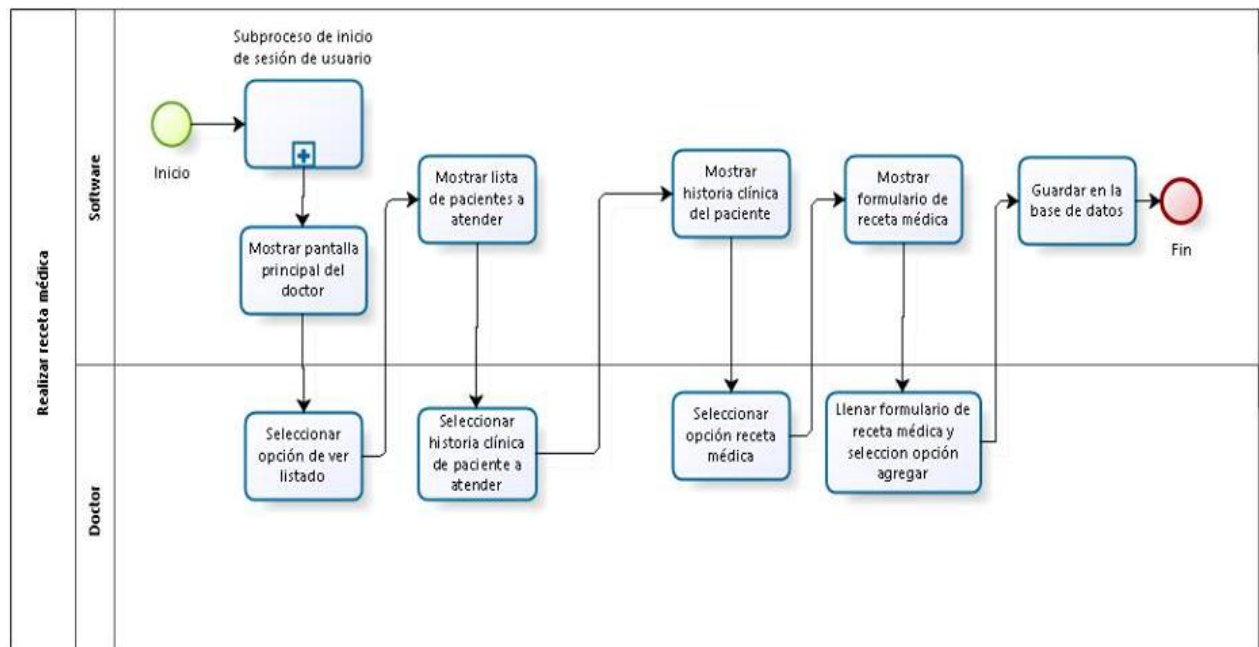 Realizar receta médica
Software
Subproceso de inicio
de sesión de usuario
Inicio
Mostrar pantalla
principal del
doctor
Mostrar lista
de pacientes a
atender
Mostrar
historia clínica
del paciente
Mostrar
formulario de
receta médica
Guardar en la
base de datos
Fin
Doctor
Seleccionar
opción de ver
listado
Seleccionar
historia clínica
de paciente a
atender
Seleccionar
opción receta
médica
Llenar formulario de
receta médica y
seleccion opción
agregar